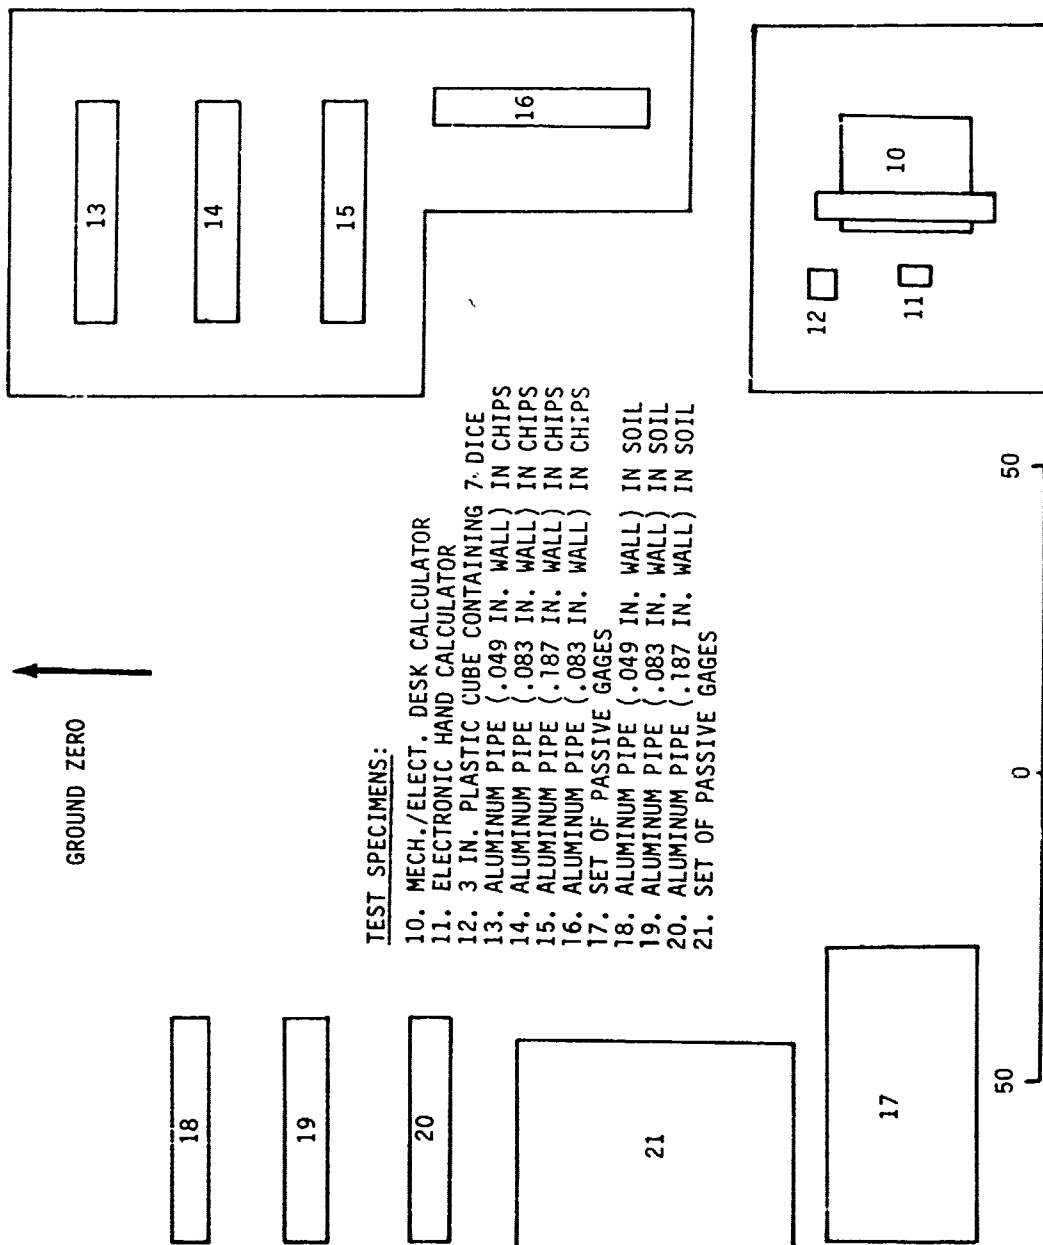 GROUND ZERO
TEST SPECIMENS:
10. MECH./ELECT. DESK CALCULATOR
11. ELECTRONIC HAND CALCULATOR
12. 3 IN. PLASTIC CUBE CONTAINING 7 DICE
13. ALUMINUM PIPE (.049 IN. WALL) IN CHIPS
14. ALUMINUM PIPE (.083 IN. WALL) IN CHIPS
15. ALUMINUM PIPE (.187 IN. WALL) IN CHIPS
16. ALUMINUM PIPE (.083 IN. WALL) IN CHIPS
17. SET OF PASSIVE GAGES
18. ALUMINUM PIPE (.049 IN. WALL) IN SOIL
19. ALUMINUM PIPE (.083 IN. WALL) IN SOIL
20. ALUMINUM PIPE (.187 IN. WALL) IN SOIL
21. SET OF PASSIVE GAGES
13
14
15
16
18
19
20
21
17
12
11
10
50
0
50